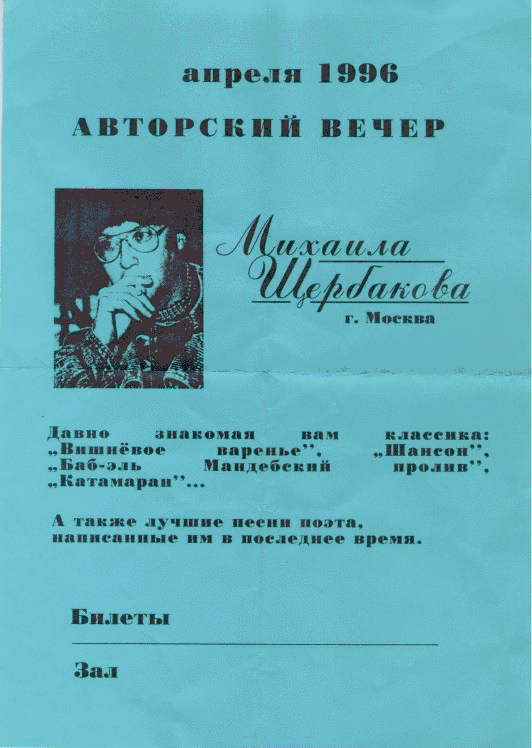 апреля 1996
АВТОРСКИЙ ВЕЧЕР
Михаила
Щербакова
г. Москва
Давно знакомая вам классика:
„Вишнёвое варенье”, „Шансон”,
„Баб-эль Мандебский пролив”,
„Катамаран”...
А также лучшие песни поэта,
написанные им в последнее время.
Билеты
Зал